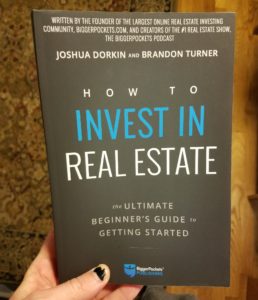 WRITTEN BY THE FOUNDER OF THE LARGEST ONLINE REAL ESTATE INVESTING
COMMUNITY, BIGGERPOCKETS.COM, AND CREATORS OF THE #1 REAL ESTATE SHOW,
THE BIGGERPOCKETS PODCAST
JOSHUA DORKIN AND BRANDON TURNER
HOW TO
INVEST IN
REAL ESTATE
the ULTIMATE
BEGINNER'S GUIDE to
GETTING STARTED
BiggerPockets
PUBLISHING